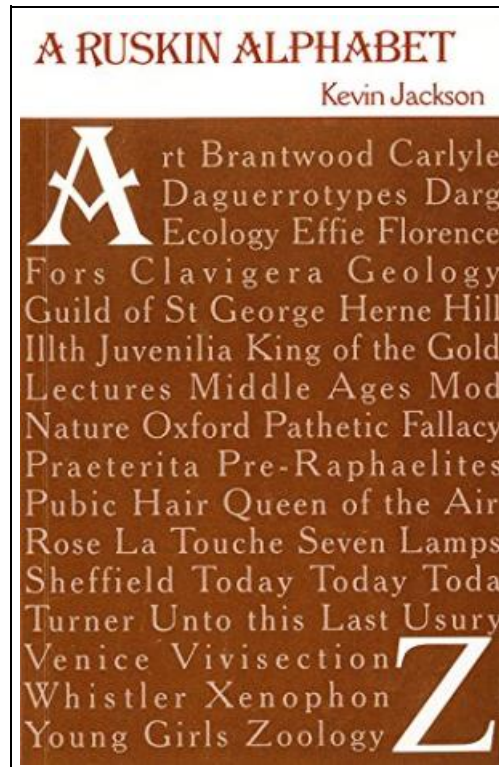 A RUSKIN ALPHABET
Kevin Jackson
Art Brantwood Carlyle
Daguerrotypes Darg
Ecology Effie Florence
Fors Clavigera Geology
Guild of St George Herne Hill
Illth Juvenilia King of the Gold
Lectures Middle Ages Mod
Nature Oxford Pathetic Fallacy
Praeterita Pre-Raphaelites
Pubic Hair Queen of the Air
Rose La Touche Seven Lamps
Sheffield Today Today Toda
Turner Unto this Last Usury
Venice Vivisection
Whistler Xenophon
Young Girls Zoology Z